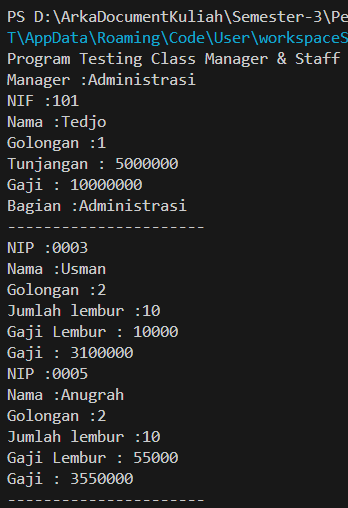 PS D:\ArkaDocumentKuliah\Semester-3\Pe
T\AppData\Roaming\Code\User\workspaceS
Program Testing Class Manager & Staff
Manager :Administrasi
NIF :101
Nama :Tedjo
Golongan :1
Tunjangan : 5000000
Gaji : 10000000
Bagian :Administrasi
----------------------
NIP :0003
Nama :Usman
Golongan :2
Jumlah lembur :10
Gaji Lembur : 10000
Gaji : 3100000
NIP :0005
Nama :Anugrah
Golongan :2
Jumlah lembur :10
Gaji Lembur : 55000
Gaji : 3550000
----------------------